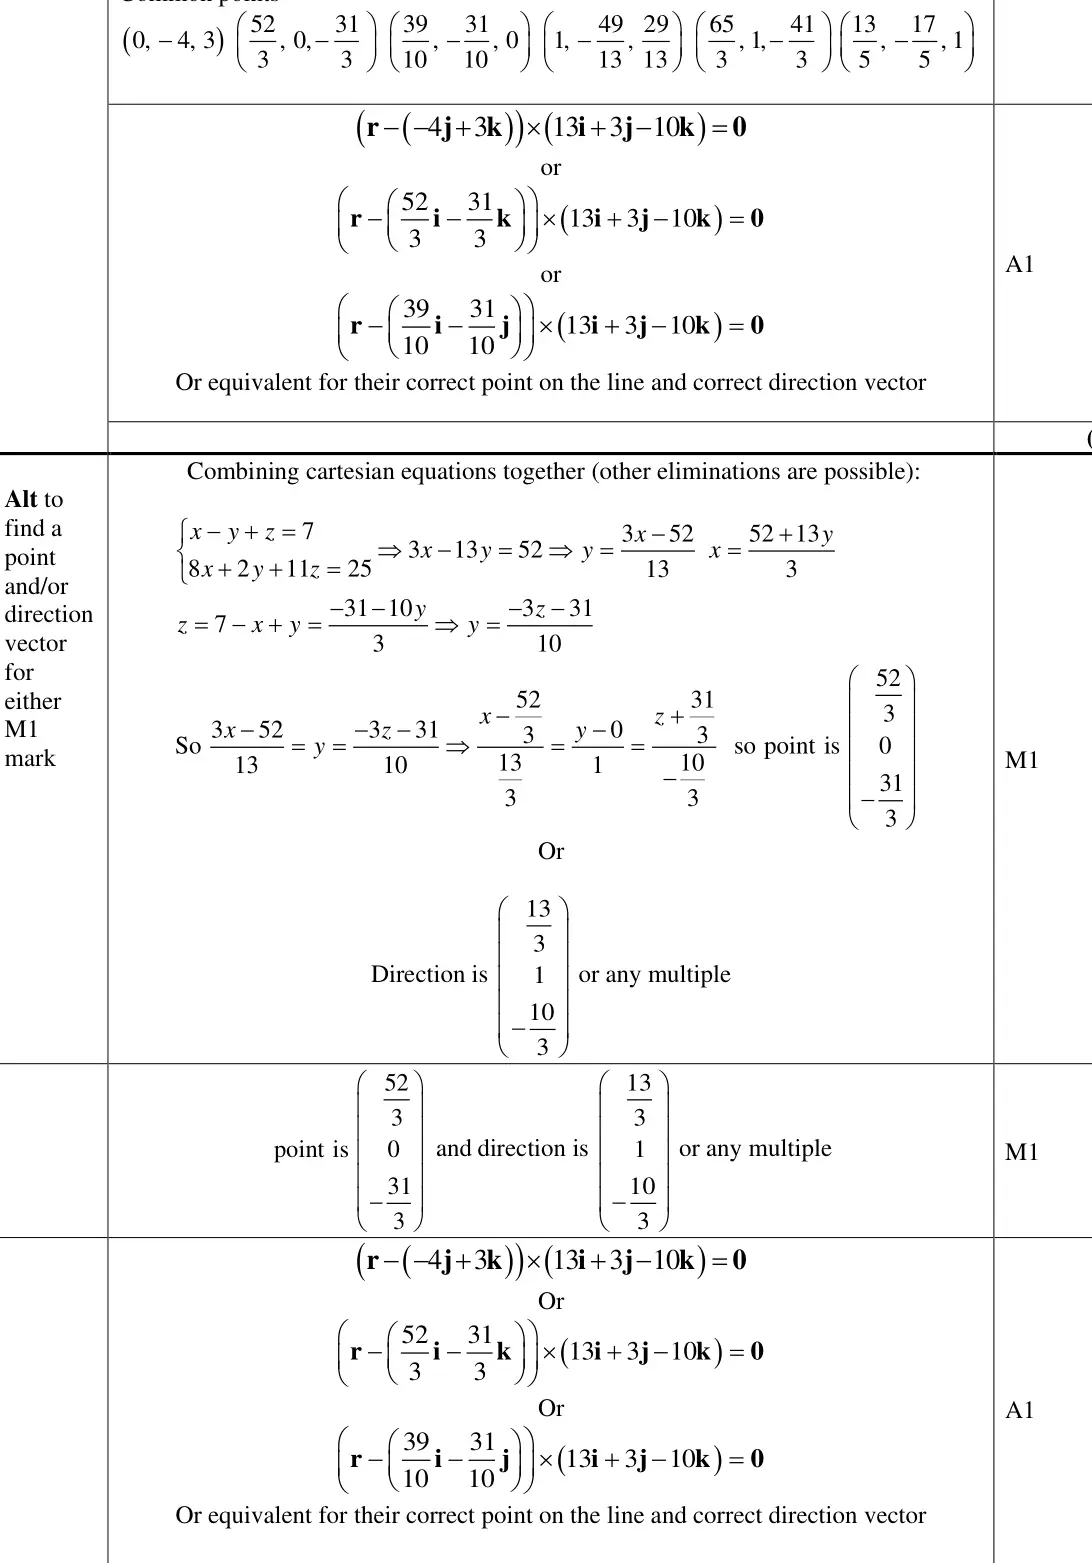 Common points
(0, − 4, 3) (52/3, 0, −31/3) (39/10, −31/10, 0) (1, −49/13, 29/13) (65/3, 1, −41/3) (13/5, −17/5, 1)
(r − (−4j + 3k)) × (13i + 3j − 10k) = 0
or
(r − (52/3 i − 31/3 k)) × (13i + 3j − 10k) = 0
A1
or
(r − (39/10 i − 31/10 j)) × (13i + 3j − 10k) = 0
Or equivalent for their correct point on the line and correct direction vector
(
Alt to
find a
point
and/or
direction
vector
for
either
M1
mark
Combining cartesian equations together (other eliminations are possible):
{x − y + z = 7
8x + 2y + 11z = 25 ⇒ 3x − 13y = 52 ⇒ y = (3x − 52)/13 x = (52 + 13y)/3
z = 7 − x + y = (−31 − 10y)/3 ⇒ y = (−3z − 31)/10
So (3x − 52)/13 = y = (−3z − 31)/10 ⇒ (x − 52/3)/(13/3) = (y − 0)/1 = (z + 31/3)/(−10/3) so point is (52/3, 0, −31/3)
M1
Or
Direction is (13/3, 1, −10/3) or any multiple
point is (52/3, 0, −31/3) and direction is (13/3, 1, −10/3) or any multiple
M1
(r − (−4j + 3k)) × (13i + 3j − 10k) = 0
Or
(r − (52/3 i − 31/3 k)) × (13i + 3j − 10k) = 0
Or
A1
(r − (39/10 i − 31/10 j)) × (13i + 3j − 10k) = 0
Or equivalent for their correct point on the line and correct direction vector